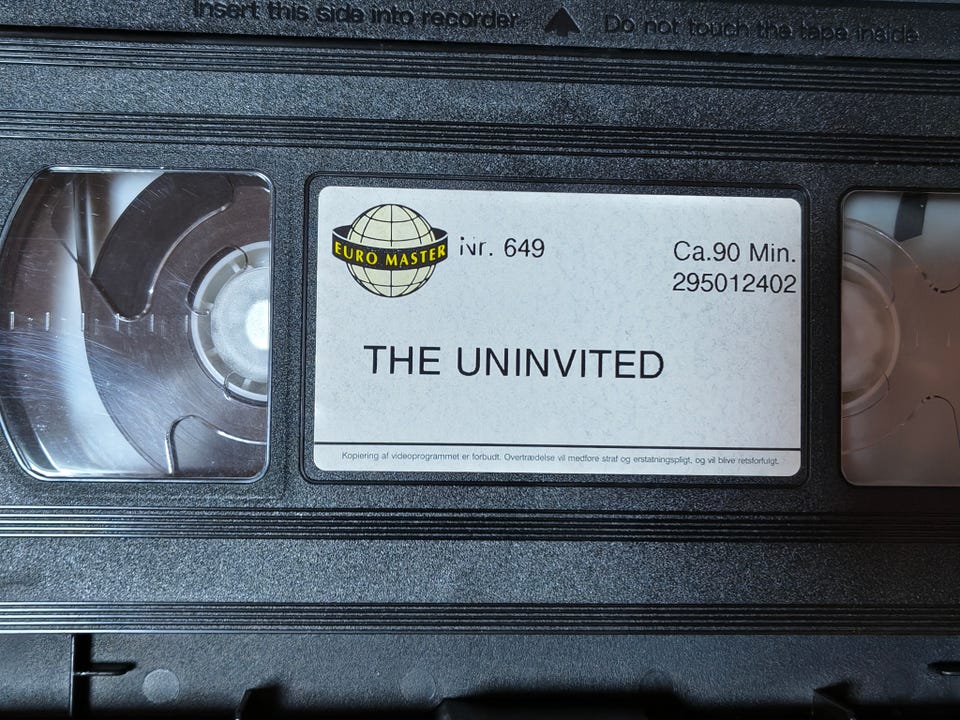 Insert this side into recorder Do not touch the tape inside
EURO MASTER Nr. 649 Ca.90 Min.
295012402
THE UNINVITED
Kopiering af videoprogrammet er forbudt. Overtrædelse vil medføre straf og erstatningspligt, og vil blive retsforfulgt.